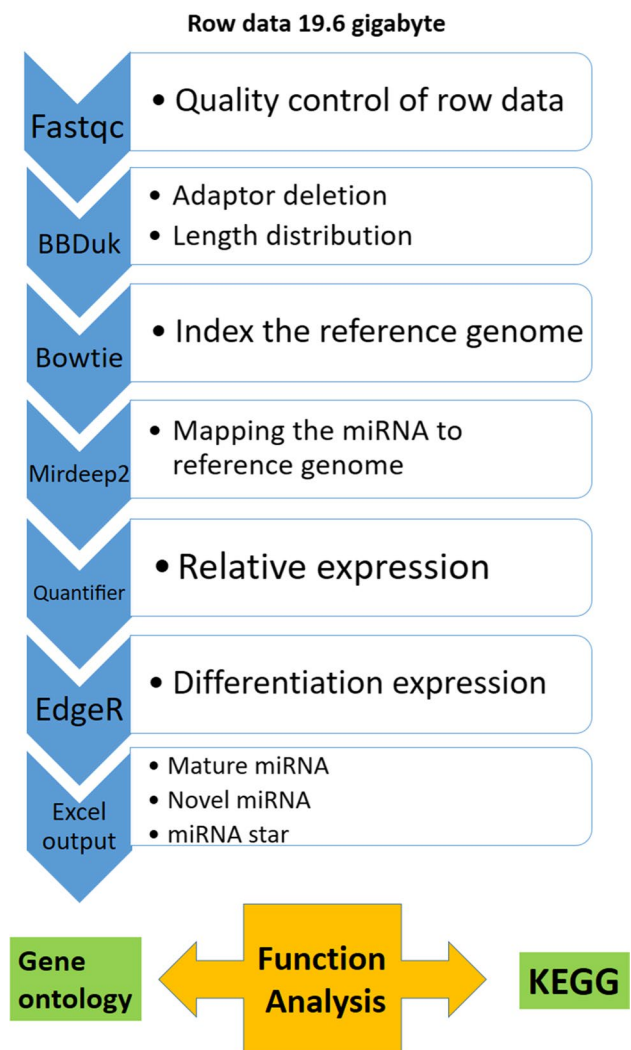 Row data 19.6 gigabyte
Fastqc
• Quality control of row data
BBDuk
• Adaptor deletion
• Length distribution
Bowtie
• Index the reference genome
Mirdeep2
• Mapping the miRNA to
reference genome
Quantifier
• Relative expression
EdgeR
• Differentiation expression
Excel
output
• Mature miRNA
• Novel miRNA
• miRNA star
Gene
ontology
Function
Analysis
KEGG